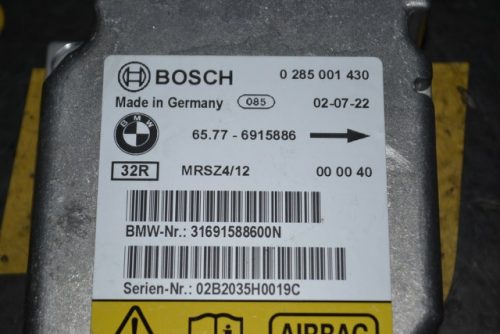 BOSCH 0 285 001 430
Made in Germany 085 02-07-22
BMW 65.77 - 6915886
32R MRSZ4/12 00 00 40
BMW-Nr.: 31691588600N
Serien-Nr.: 02B2035H0019C
AIRBAG